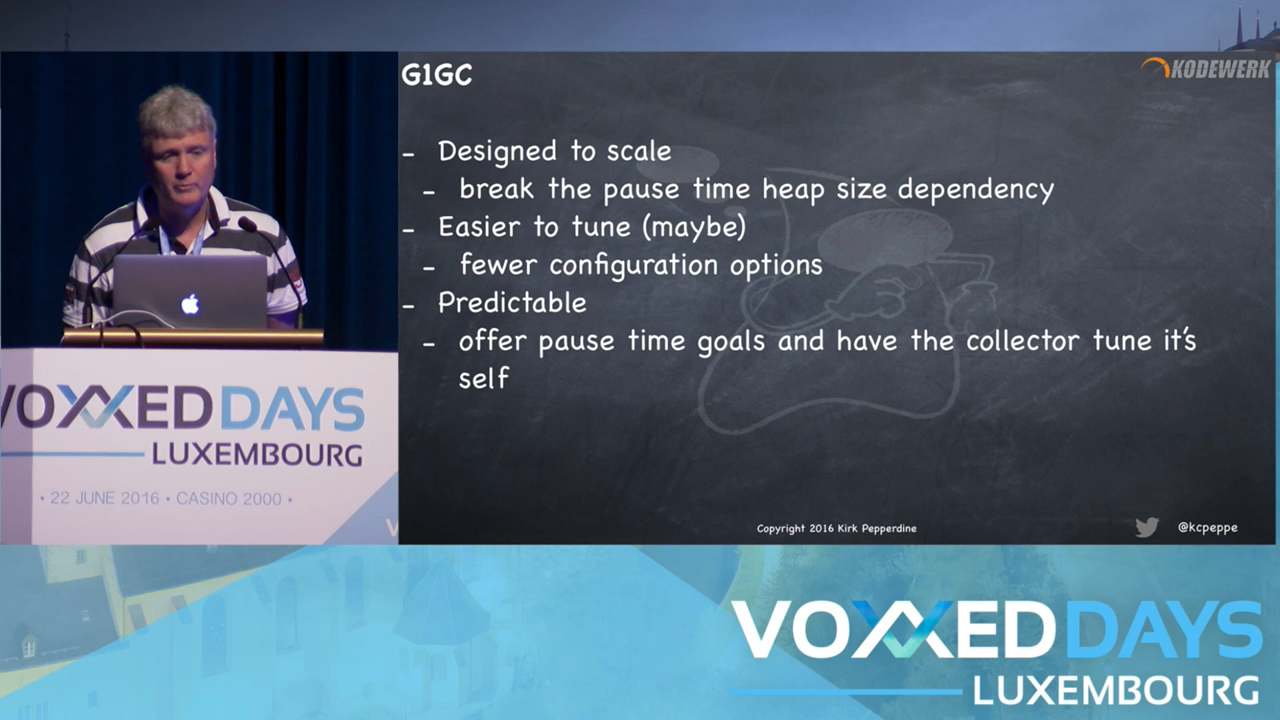 G1GC
KODEWERK
- Designed to scale
- break the pause time heap size dependency
- Easier to tune (maybe)
- fewer configuration options
- Predictable
- offer pause time goals and have the collector tune it's
self
Copyright 2016 Kirk Pepperdine
@kcpeppe
VOXXED DAYS
LUXEMBOURG
• 22 JUNE 2016 • CASINO 2000 •
VOXXED DAYS
LUXEMBOURG